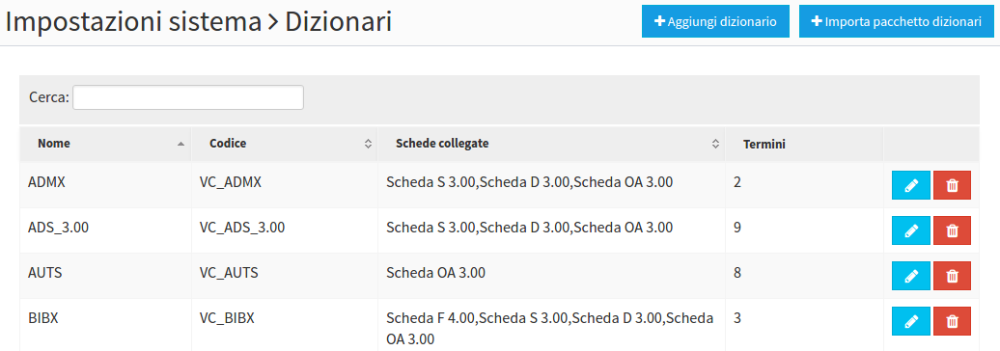 Impostazioni sistema > Dizionari
Aggiungi dizionario
Importa pacchetto dizionari
Cerca:
Nome Codice Schede collegate Termini
ADMX VC_ADMX Scheda S 3.00,Scheda D 3.00,Scheda OA 3.00 2
ADS_3.00 VC_ADS_3.00 Scheda S 3.00,Scheda D 3.00,Scheda OA 3.00 9
AUTS VC_AUTS Scheda OA 3.00 8
BIBX VC_BIBX Scheda F 4.00,Scheda S 3.00,Scheda D 3.00,Scheda 3
OA 3.00